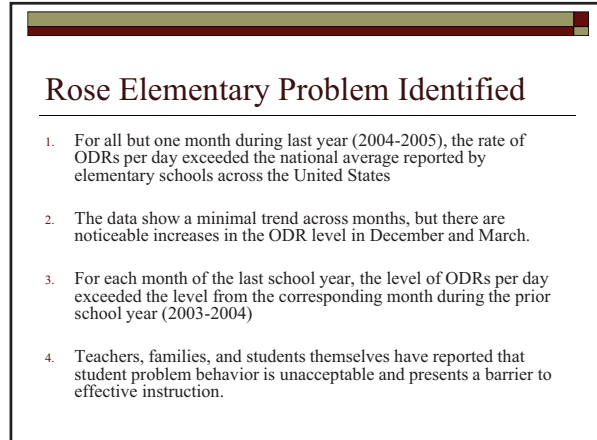 Rose Elementary Problem Identified
1. For all but one month during last year (2004-2005), the rate of
ODRs per day exceeded the national average reported by
elementary schools across the United States
2. The data show a minimal trend across months, but there are
noticeable increases in the ODR level in December and March.
3. For each month of the last school year, the level of ODRs per day
exceeded the level from the corresponding month during the prior
school year (2003-2004)
4. Teachers, families, and students themselves have reported that
student problem behavior is unacceptable and presents a barrier to
effective instruction.